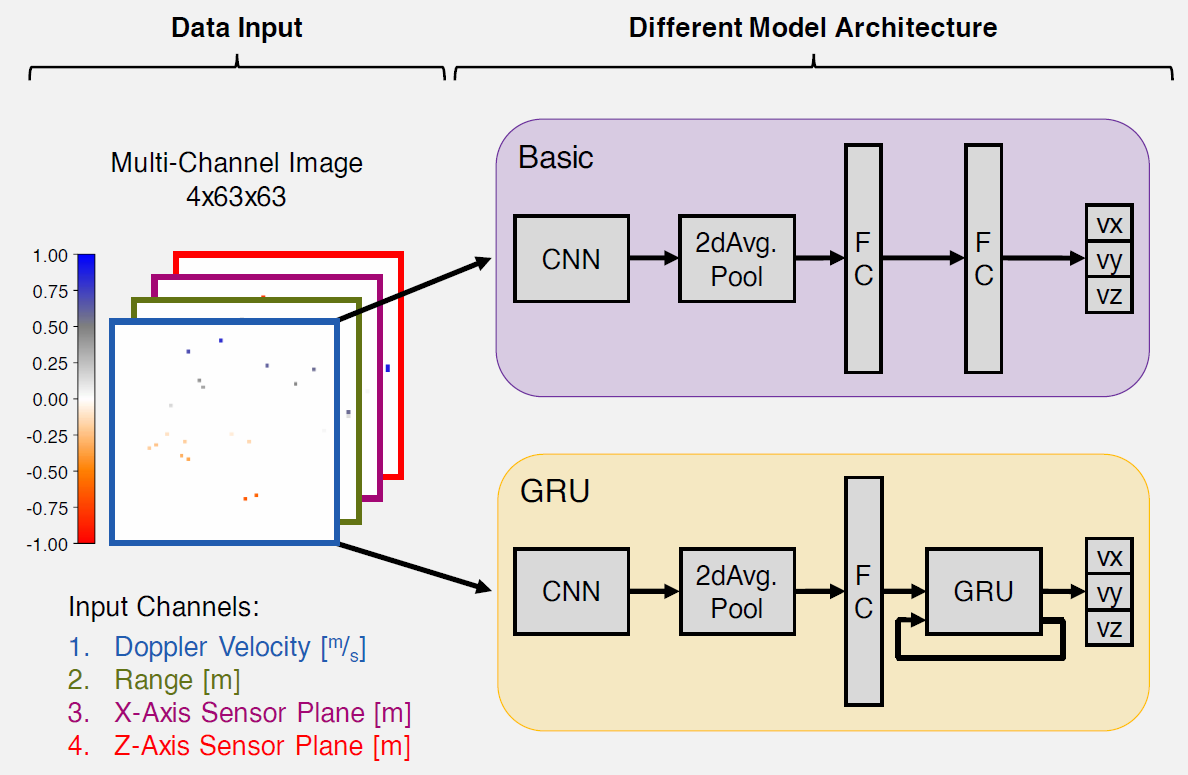 Data Input
Different Model Architecture
Multi-Channel Image
4x63x63
1.00
0.75
0.50
0.25
0.00
-0.25
-0.50
-0.75
-1.00
Input Channels:
1. Doppler Velocity [m/s]
2. Range [m]
3. X-Axis Sensor Plane [m]
4. Z-Axis Sensor Plane [m]
Basic
CNN
2dAvg.
Pool
F
C
F
C
vx
vy
vz
GRU
CNN
2dAvg.
Pool
F
C
GRU
vx
vy
vz